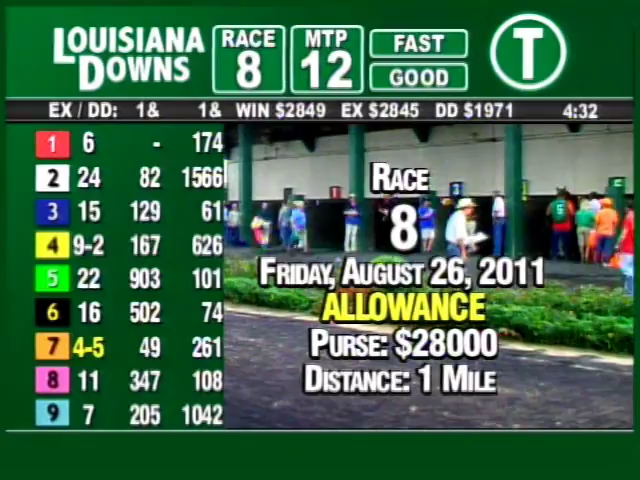 LOUISIANA DOWNS
RACE 8
MTP 12
FAST
GOOD
T
EX / DD: 1& 1& WIN $2849 EX $2845 DD $1971 4:32
1 6 - 174
2 24 82 1566
3 15 129 61
4 9-2 167 626
5 22 903 101
6 16 502 74
7 4-5 49 261
8 11 347 108
9 7 205 1042
RACE
8
FRIDAY, AUGUST 26, 2011
ALLOWANCE
PURSE: $28000
DISTANCE: 1 MILE